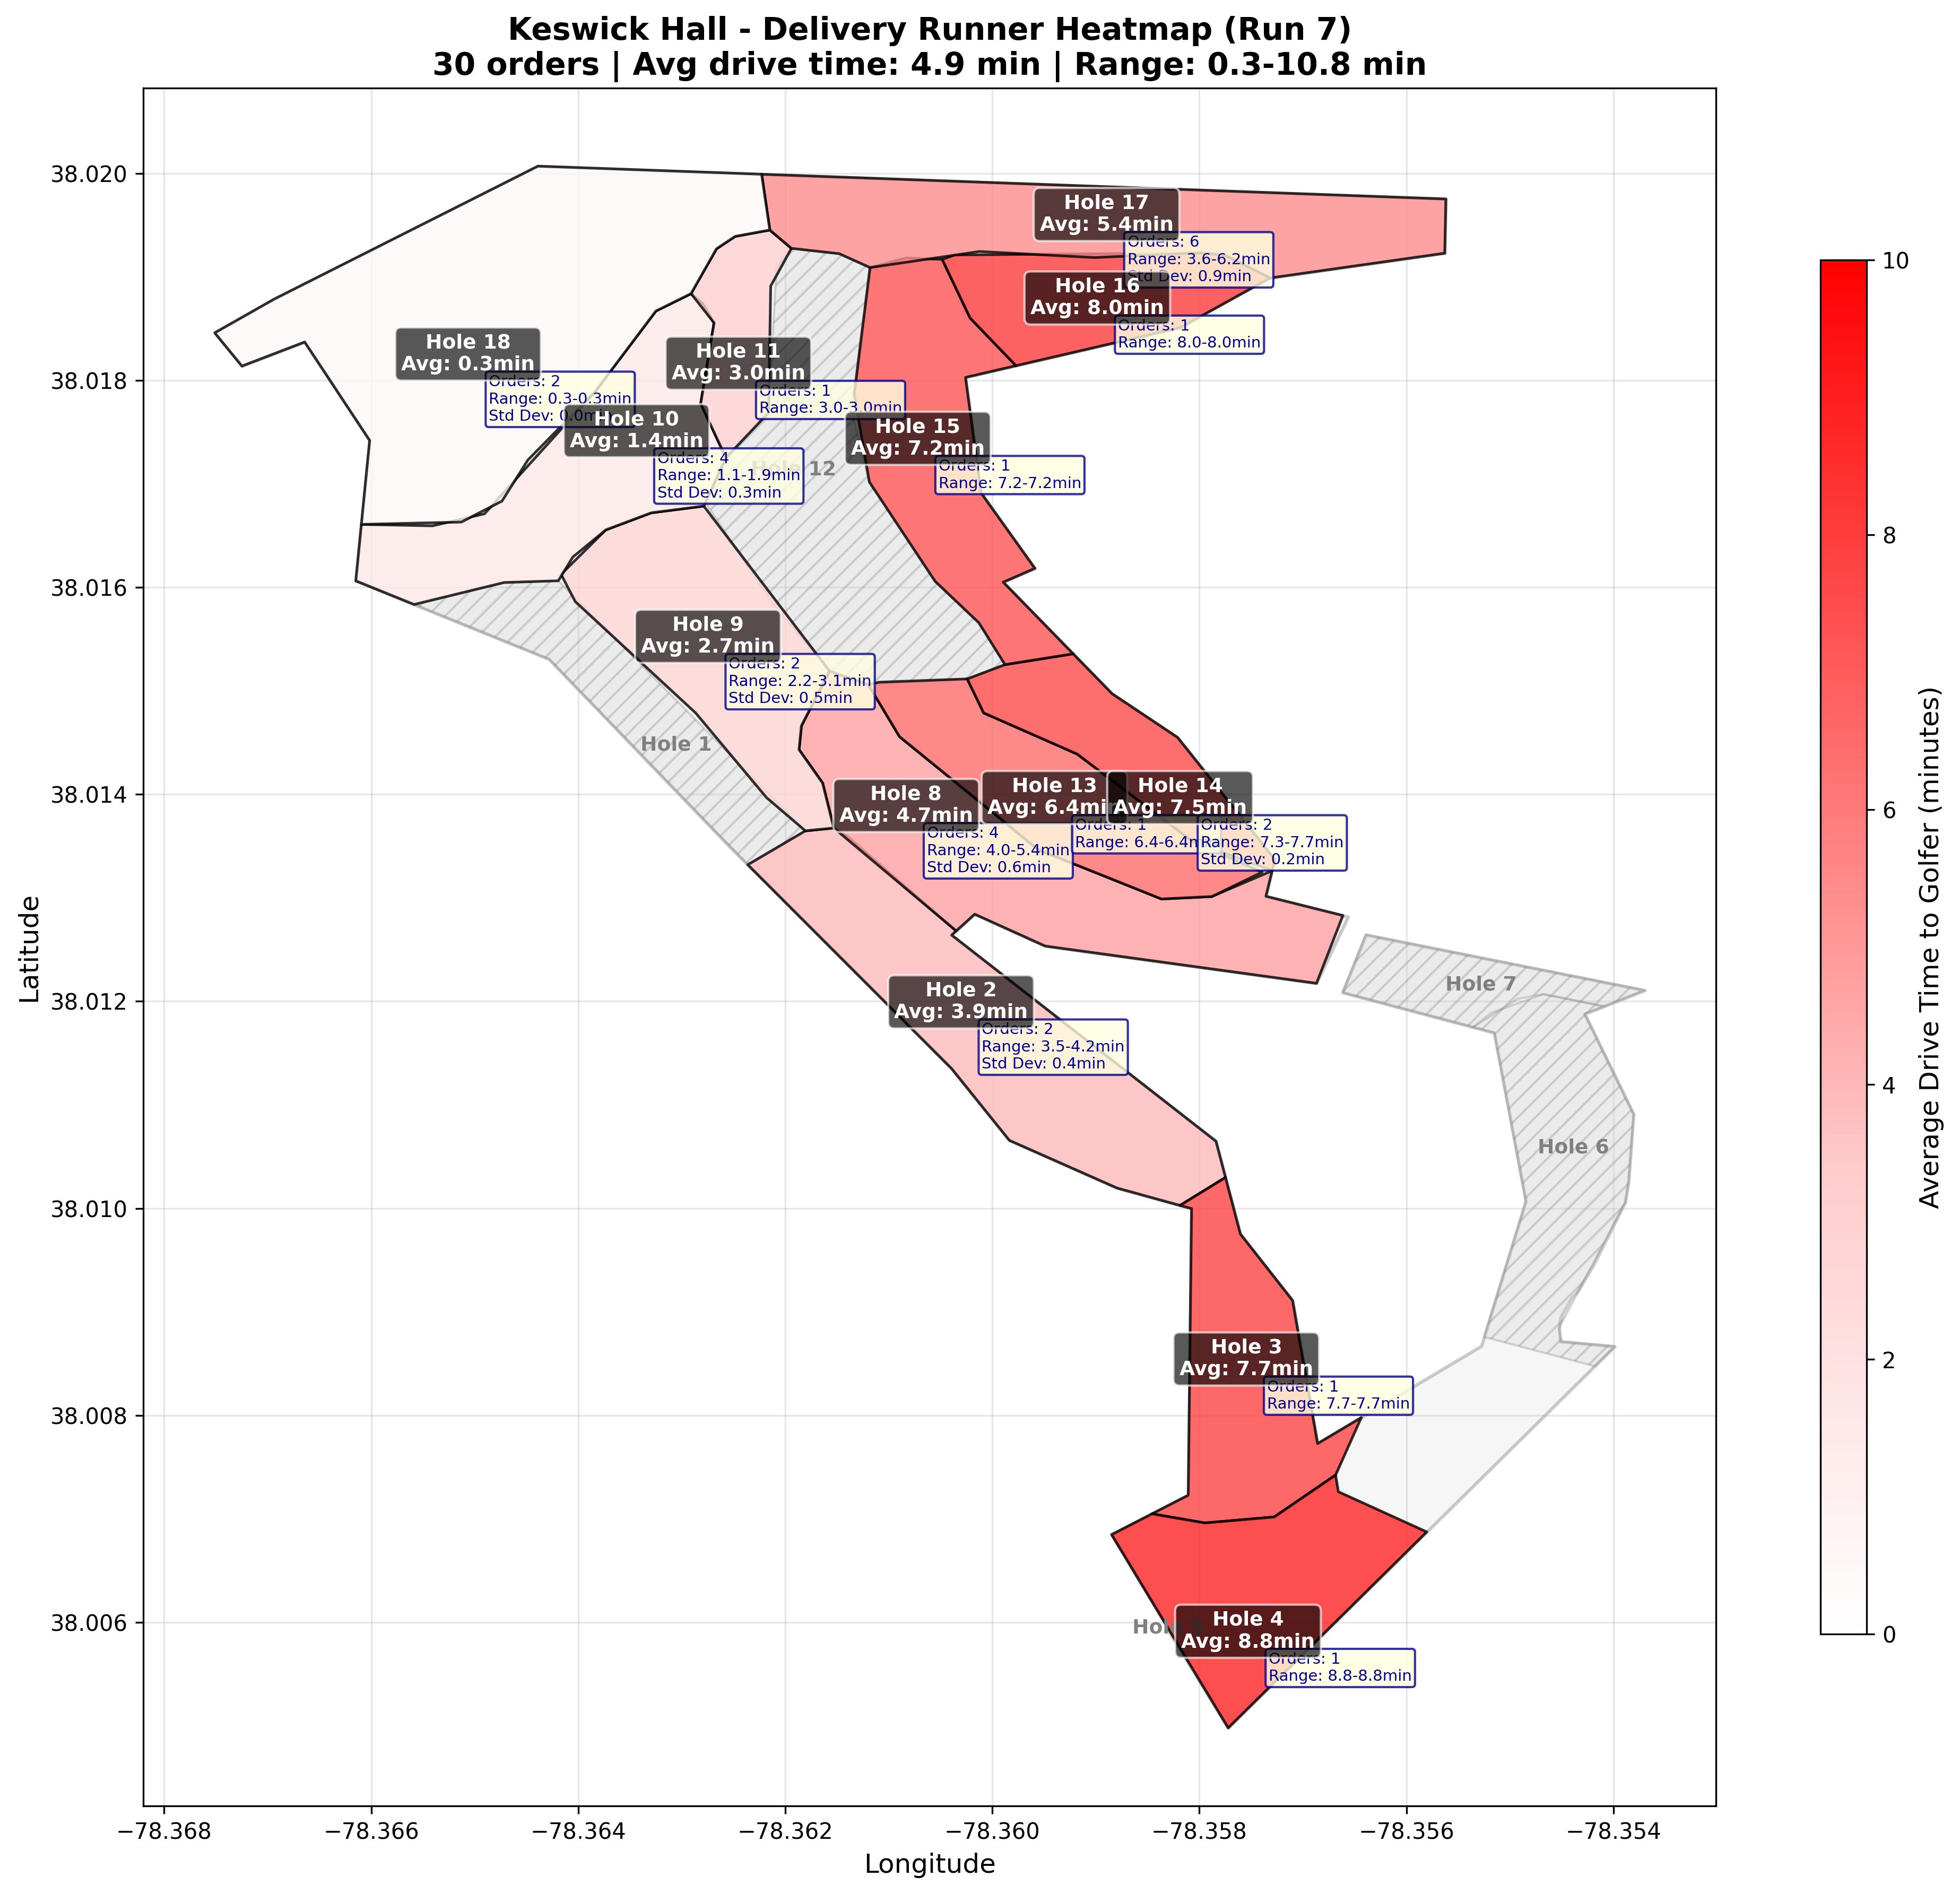 Keswick Hall - Delivery Runner Heatmap (Run 7)
30 orders | Avg drive time: 4.9 min | Range: 0.3-10.8 min
38.020
38.018
38.016
38.014
38.012
38.010
38.008
38.006
Latitude
Hole 17
Avg: 5.4min
Orders: 6
Range: 3.6-6.2min
Std Dev: 0.9min
Hole 16
Avg: 8.0min
Orders: 1
Range: 8.0-8.0min
Hole 18
Avg: 0.3min
Orders: 2
Range: 0.3-0.3min
Std Dev: 0.0min
Hole 11
Avg: 3.0min
Orders: 1
Range: 3.0-3.0min
Hole 10
Avg: 1.4min
Orders: 4
Range: 1.1-1.9min
Std Dev: 0.3min
Hole 12
Hole 15
Avg: 7.2min
Orders: 1
Range: 7.2-7.2min
Hole 9
Avg: 2.7min
Orders: 2
Range: 2.2-3.1min
Std Dev: 0.5min
Hole 1
Hole 8
Avg: 4.7min
Orders: 4
Range: 4.0-5.4min
Std Dev: 0.6min
Hole 13
Avg: 6.4min
Orders: 1
Range: 6.4-6.4m
Hole 14
Avg: 7.5min
Orders: 2
Range: 7.3-7.7min
Std Dev: 0.2min
Hole 7
Hole 2
Avg: 3.9min
Orders: 2
Range: 3.5-4.2min
Std Dev: 0.4min
Hole 6
Hole 3
Avg: 7.7min
Orders: 1
Range: 7.7-7.7min
Hole 4
Avg: 8.8min
Orders: 1
Range: 8.8-8.8min
−78.368
−78.366
−78.364
−78.362
−78.360
−78.358
−78.356
−78.354
Longitude
10
8
6
4
2
0
Average Drive Time to Golfer (minutes)